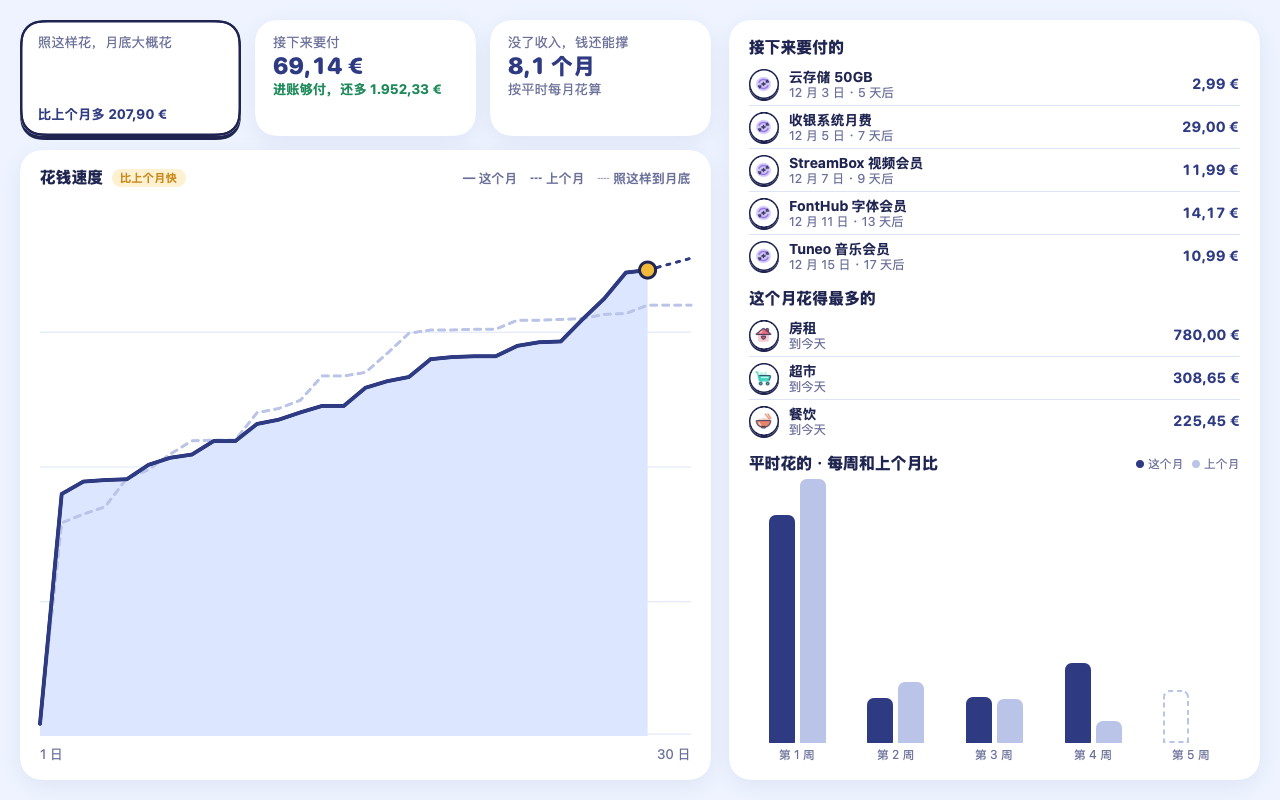 照这样花，月底大概花
比上个月多 207,90 €
接下来要付
69,14 €
进账够付，还多 1.952,33 €
没了收入，钱还能撑
8,1 个月
按平时每月花算
花钱速度
比上个月快
这个月
上个月
照这样到月底
1 日
30 日
接下来要付的
云存储 50GB
12 月 3 日 · 5 天后
2,99 €
收银系统月费
12 月 5 日 · 7 天后
29,00 €
StreamBox 视频会员
12 月 7 日 · 9 天后
11,99 €
FontHub 字体会员
12 月 11 日 · 13 天后
14,17 €
Tuneo 音乐会员
12 月 15 日 · 17 天后
10,99 €
这个月花得最多的
房租
到今天
780,00 €
超市
到今天
308,65 €
餐饮
到今天
225,45 €
平时花的 · 每周和上个月比
这个月
上个月
第 1 周
第 2 周
第 3 周
第 4 周
第 5 周